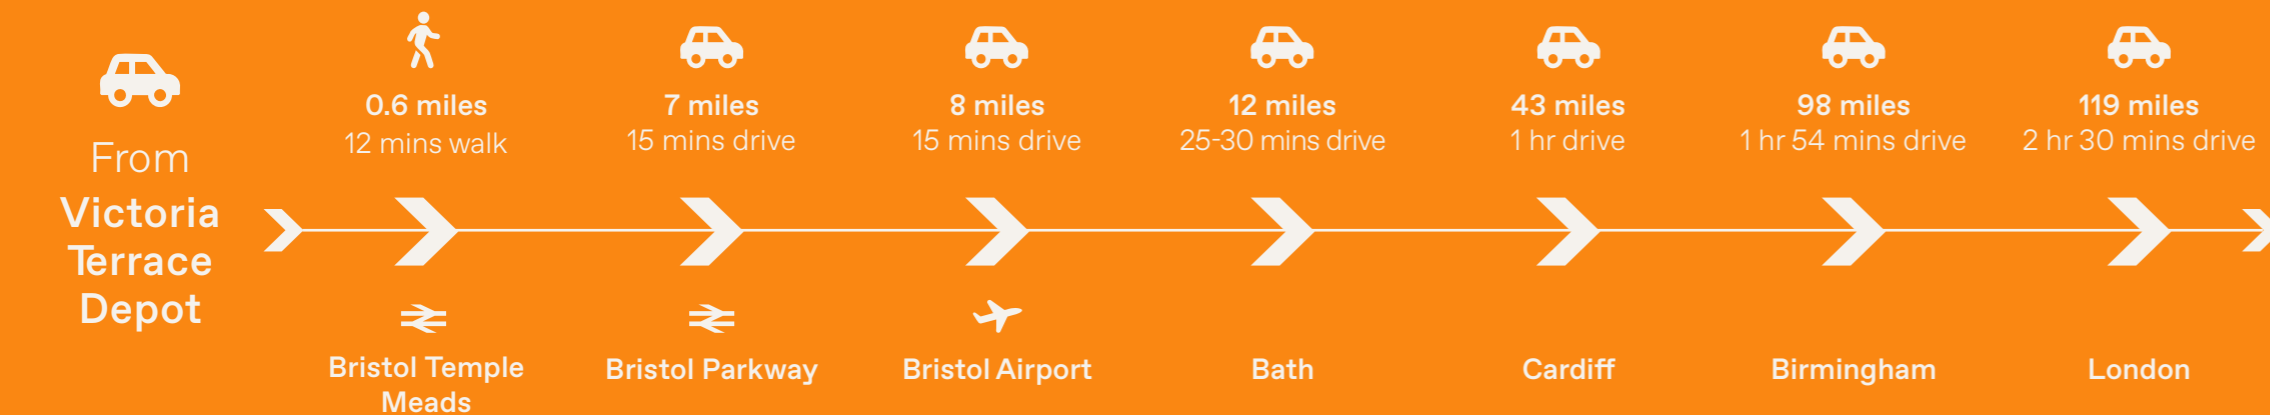 From
Victoria
Terrace
Depot
0.6 miles
12 mins walk
Bristol Temple
Meads
7 miles
15 mins drive
Bristol Parkway
8 miles
15 mins drive
Bristol Airport
12 miles
25-30 mins drive
Bath
43 miles
1 hr drive
Cardiff
98 miles
1 hr 54 mins drive
Birmingham
119 miles
2 hr 30 mins drive
London